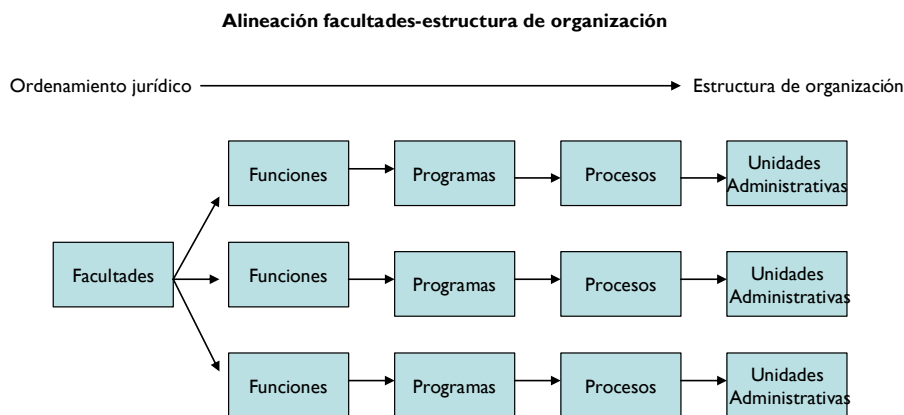 Alineación facultades-estructura de organización
Ordenamiento jurídico
Estructura de organización
Funciones
Programas
Procesos
Unidades
Administrativas
Facultades
Funciones
Programas
Procesos
Unidades
Administrativas
Funciones
Programas
Procesos
Unidades
Administrativas